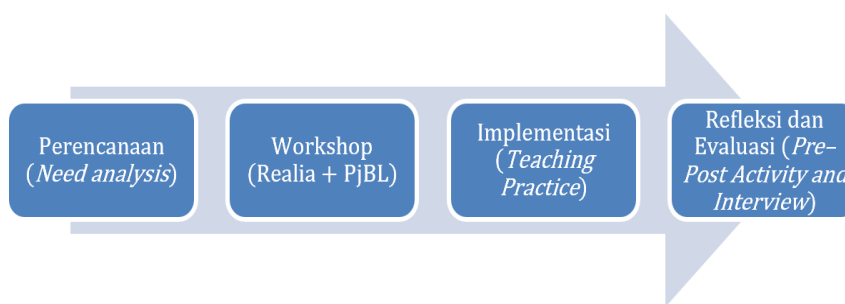 Perencanaan
(Need analysis)
Workshop
(Realia + PjBL)
Implementasi
(Teaching
Practice)
Refleksi dan
Evaluasi (Pre–
Post Activity and
Interview)